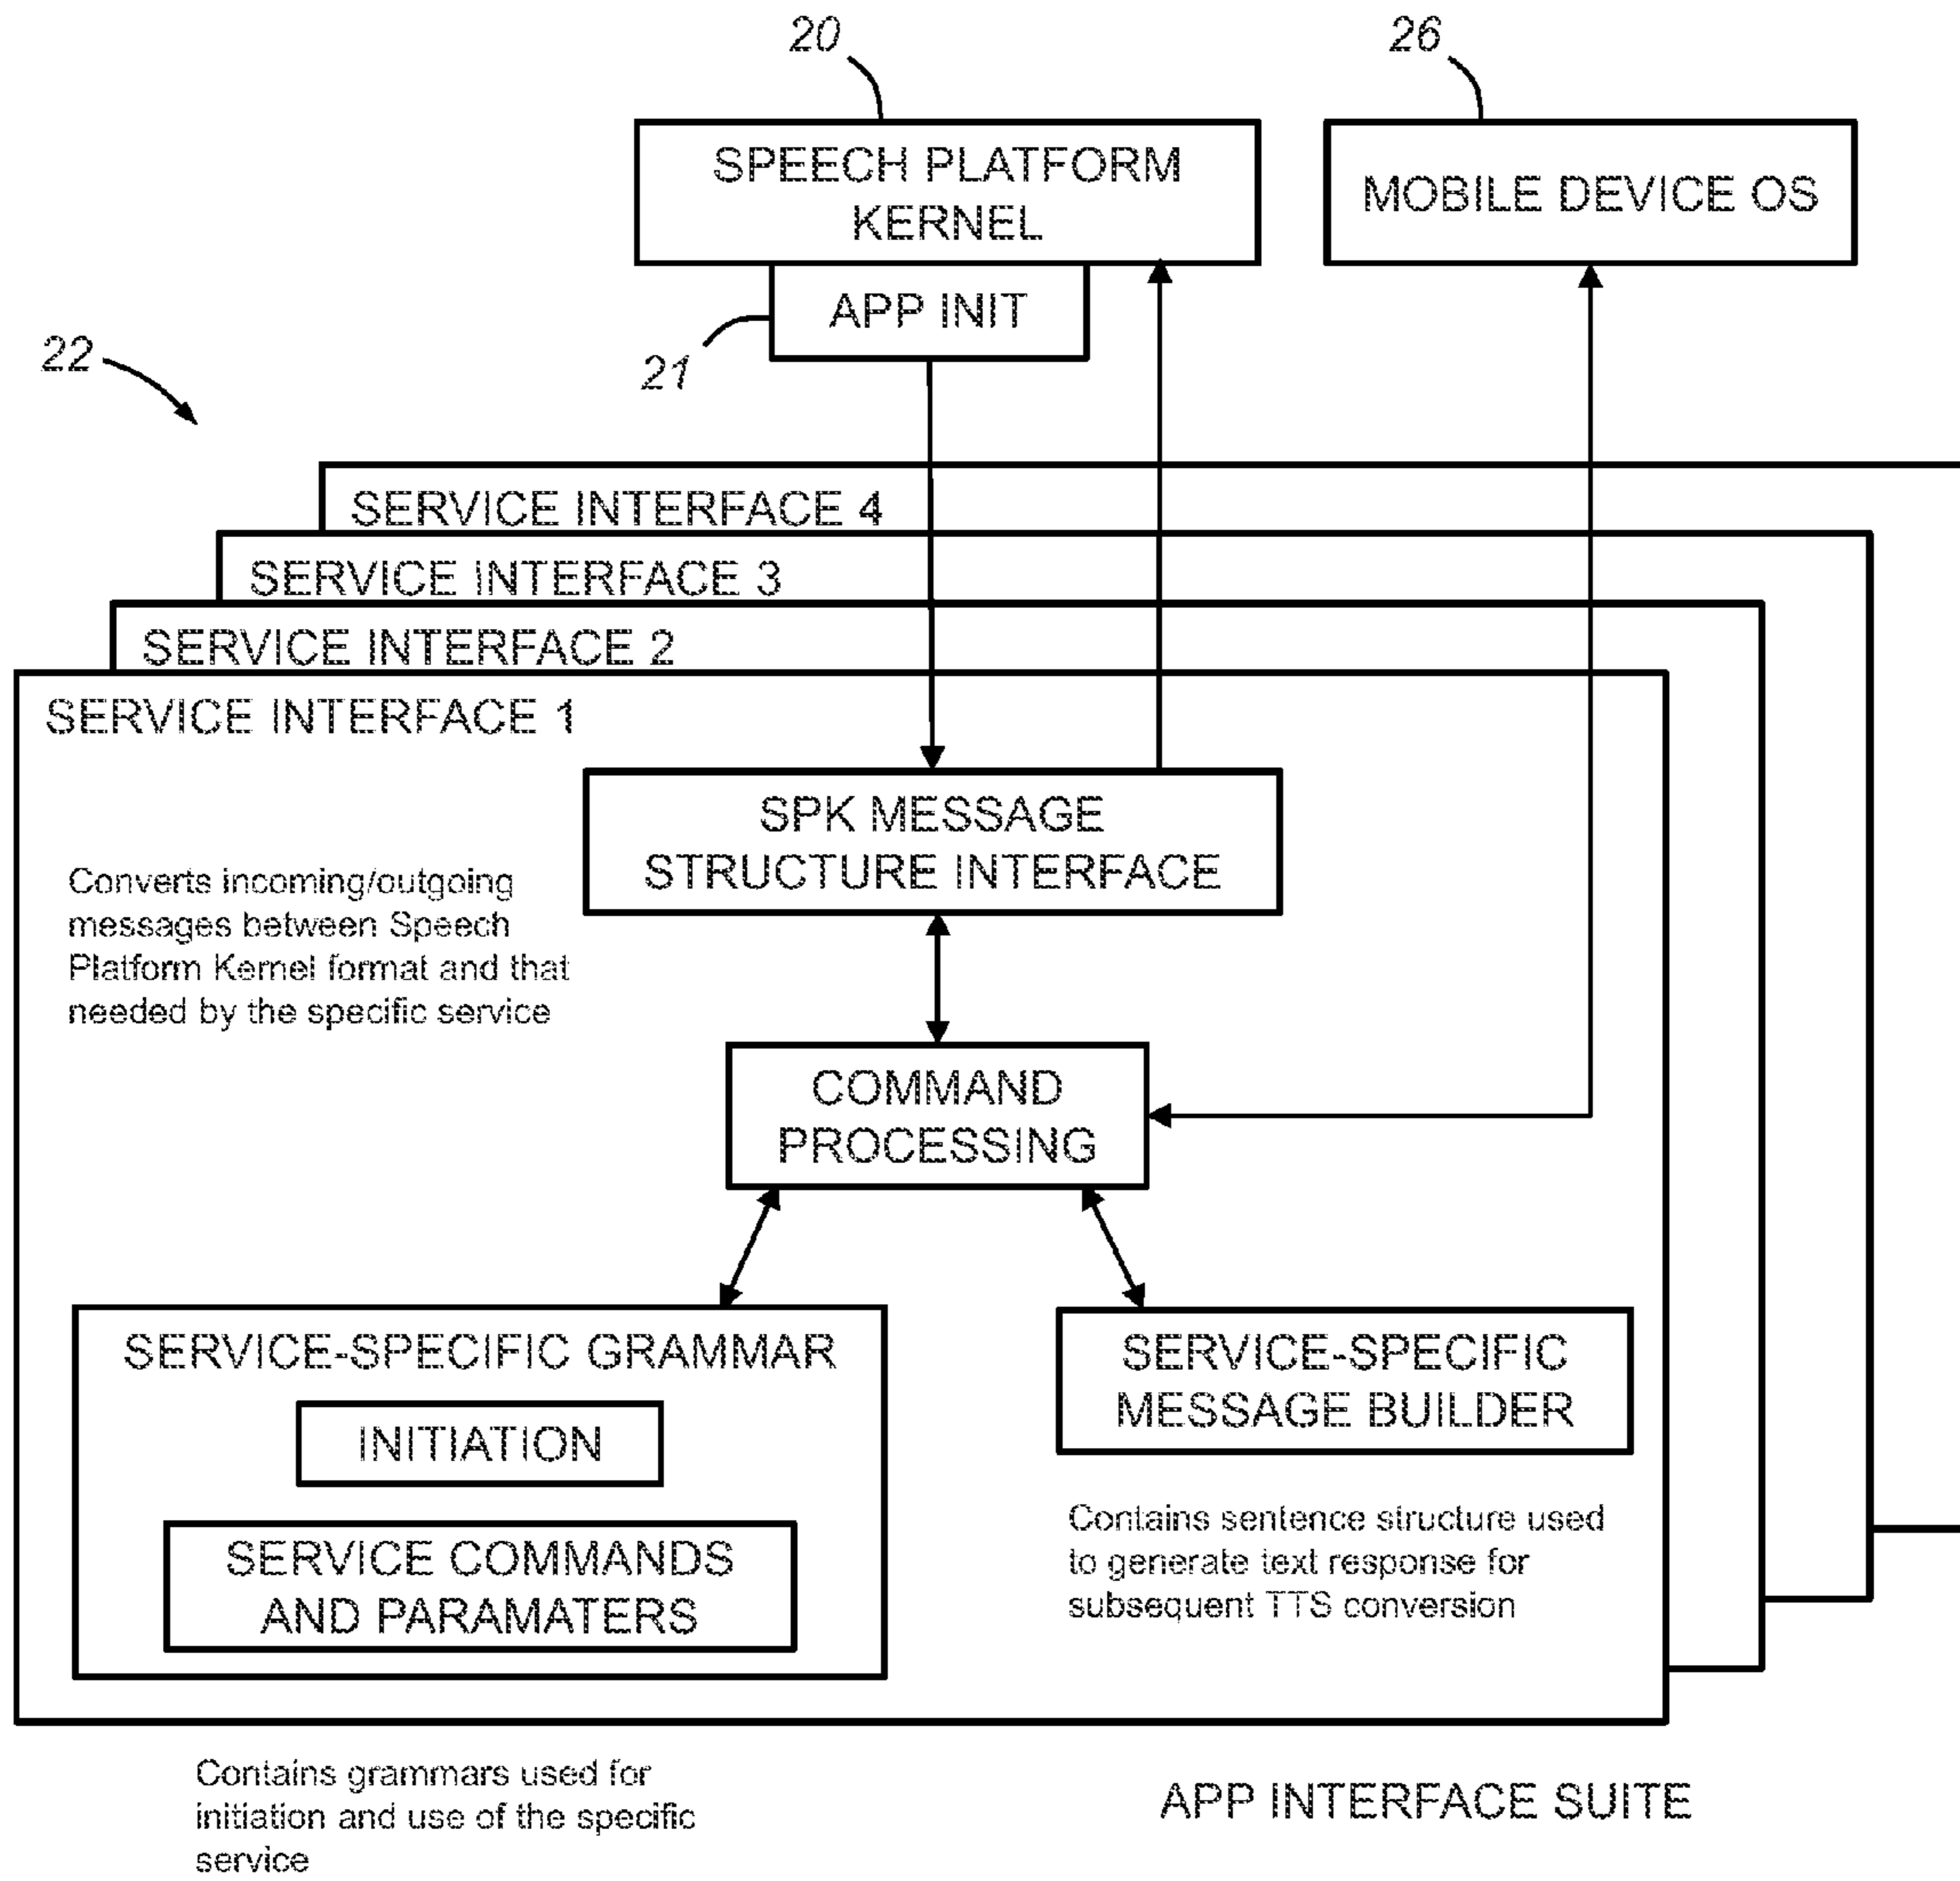 20
26
SPEECH PLATFORM
KERNEL
MOBILE DEVICE OS
APP INIT
21
22
SERVICE INTERFACE 4
SERVICE INTERFACE 3
SERVICE INTERFACE 2
SERVICE INTERFACE 1
SPK MESSAGE
STRUCTURE INTERFACE
Converts incoming/outgoing
messages between Speech
Platform Kernel format and that
needed by the specific service
COMMAND
PROCESSING
SERVICE-SPECIFIC GRAMMAR
INITIATION
SERVICE COMMANDS
AND PARAMATERS
SERVICE-SPECIFIC
MESSAGE BUILDER
Contains sentence structure used
to generate text response for
subsequent TTS conversion
Contains grammars used for
initiation and use of the specific
service
APP INTERFACE SUITE